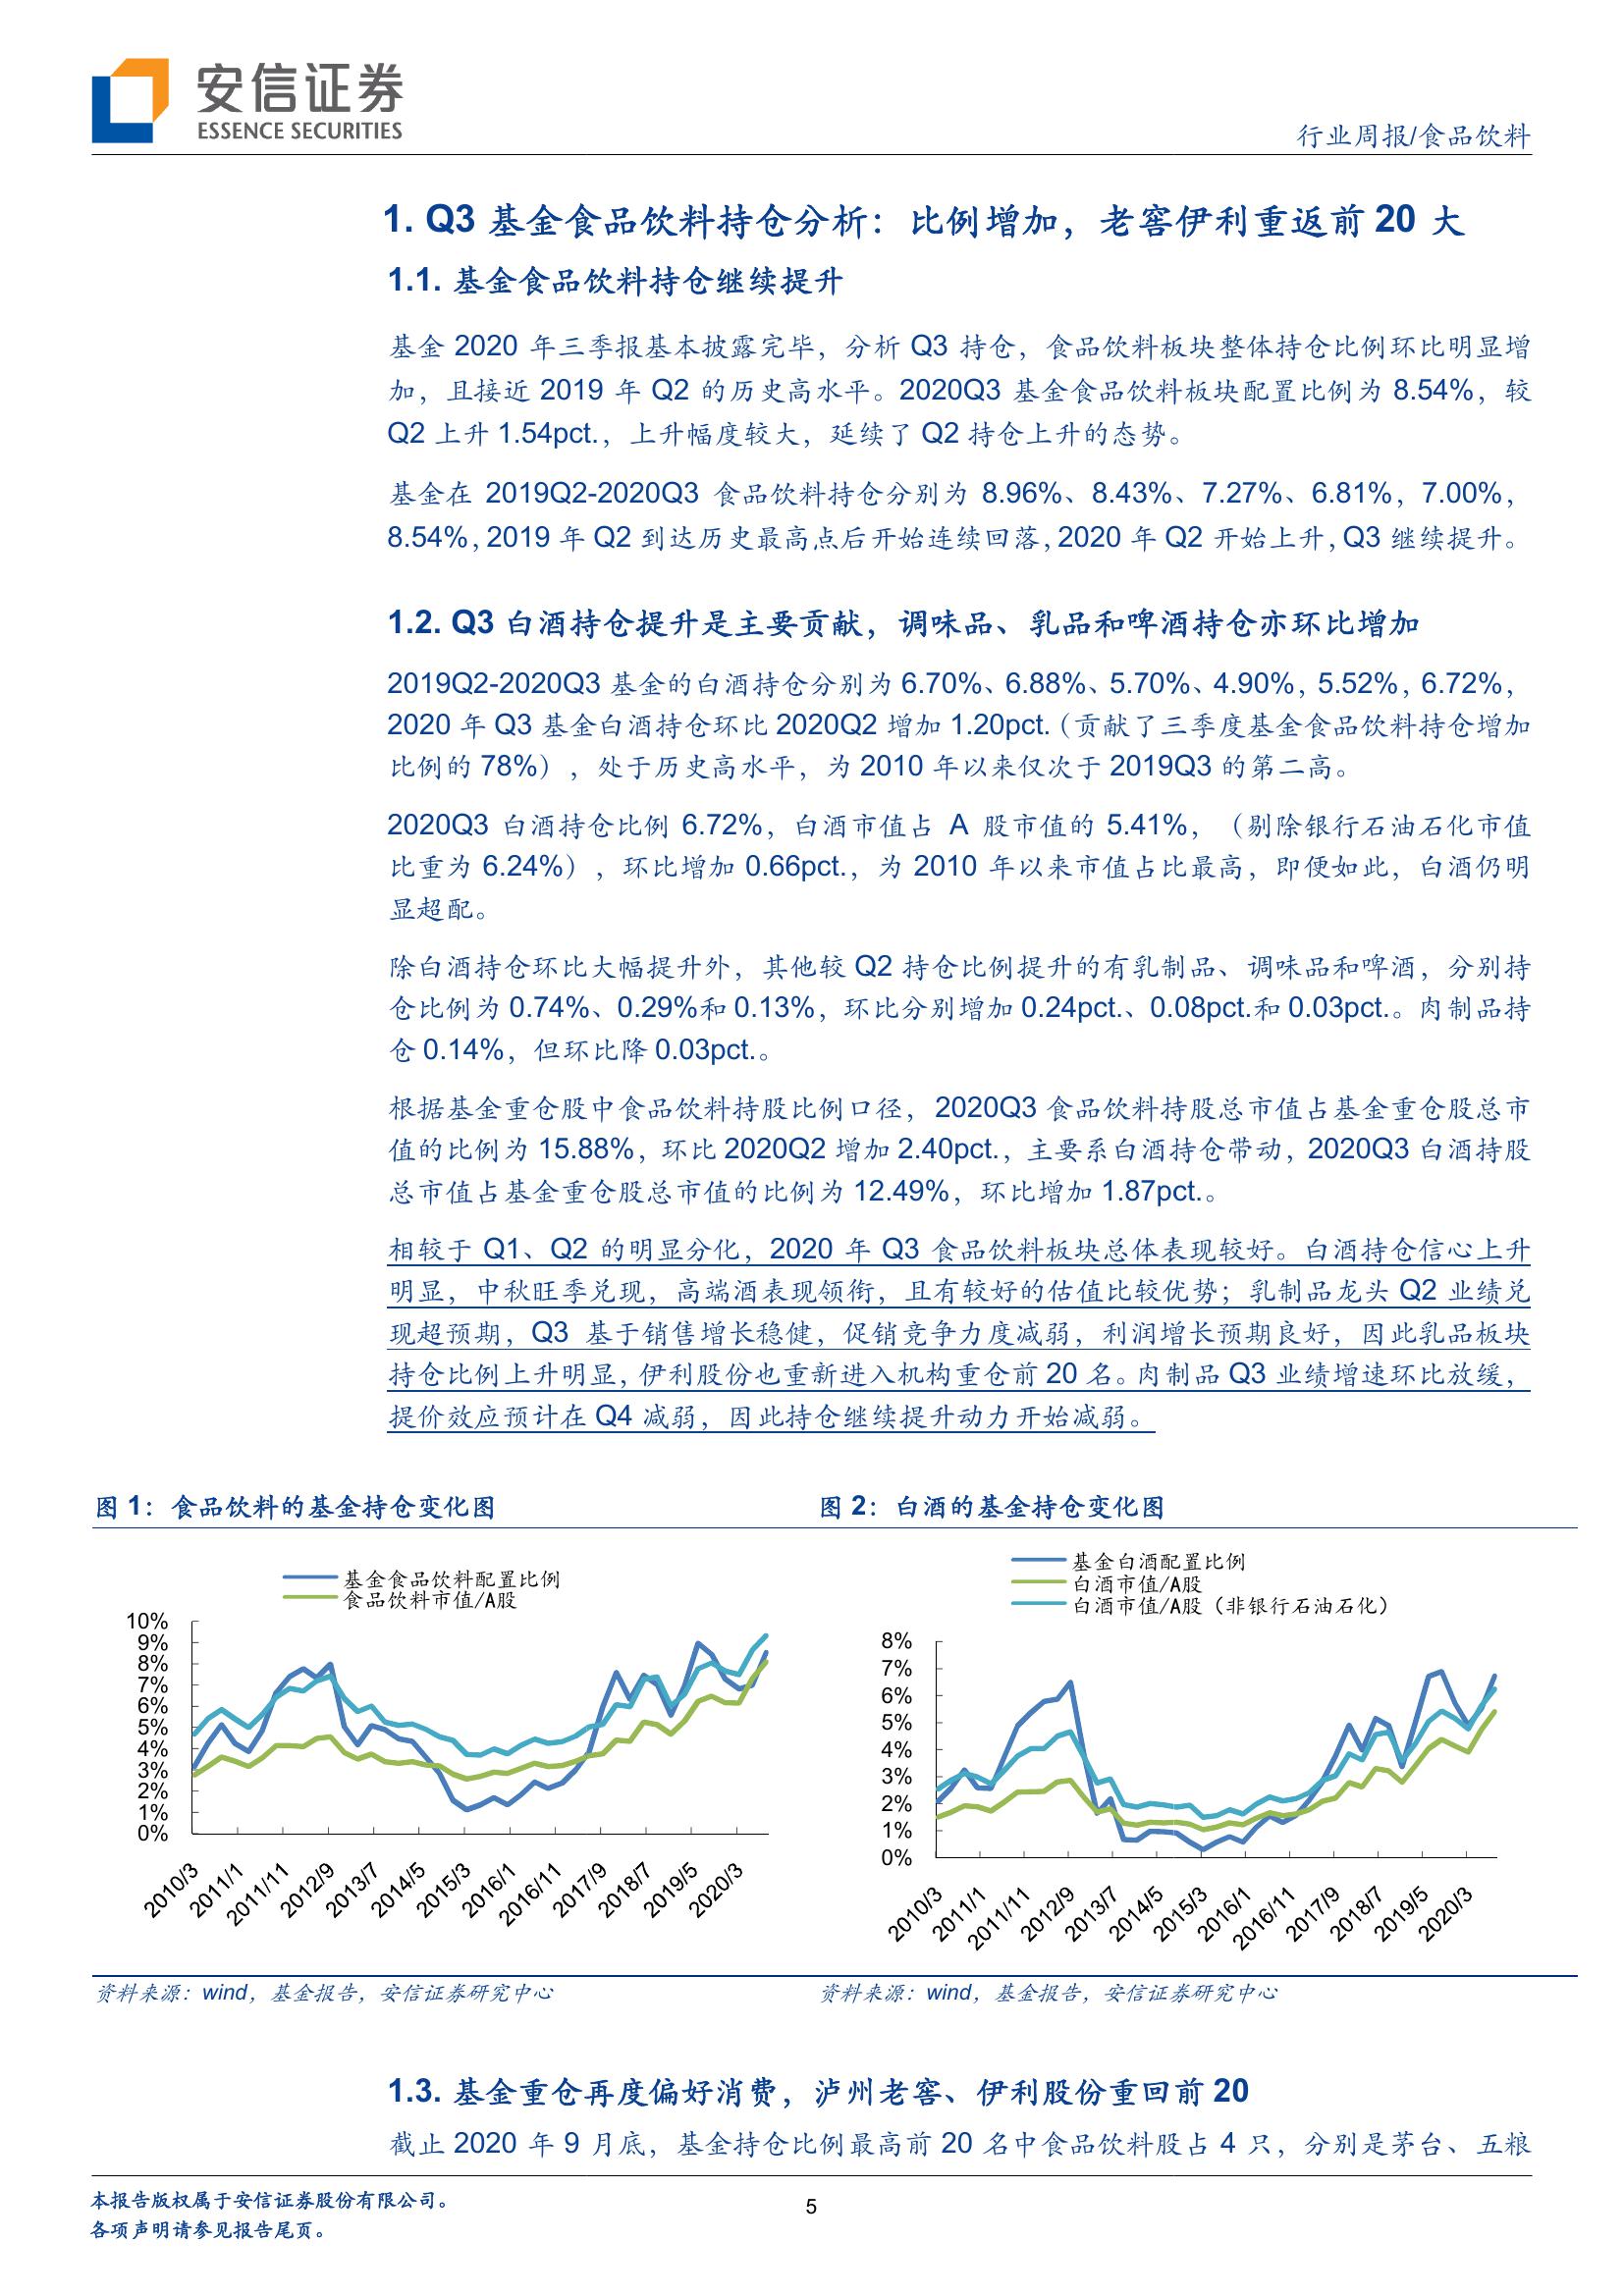 安信证券
ESSENCE SECURITIES
行业周报/食品饮料
1. Q3 基金食品饮料持仓分析：比例增加，老窖伊利重返前 20 大
1.1. 基金食品饮料持仓继续提升
基金 2020 年三季报基本披露完毕，分析 Q3 持仓，食品饮料板块整体持仓比例环比明显增
加，且接近 2019 年 Q2 的历史高水平。2020Q3 基金食品饮料板块配置比例为 8.54%，较
Q2 上升 1.54pct.，上升幅度较大，延续了 Q2 持仓上升的态势。
基金在 2019Q2-2020Q3 食品饮料持仓分别为 8.96%、8.43%、7.27%、6.81%，7.00%，
8.54%，2019 年 Q2 到达历史最高点后开始连续回落，2020 年 Q2 开始上升，Q3 继续提升。
1.2. Q3 白酒持仓提升是主要贡献，调味品、乳品和啤酒持仓亦环比增加
2019Q2-2020Q3 基金的白酒持仓分别为 6.70%、6.88%、5.70%、4.90%，5.52%，6.72%，
2020 年 Q3 基金白酒持仓环比 2020Q2 增加 1.20pct.（贡献了三季度基金食品饮料持仓增加
比例的 78%），处于历史高水平，为 2010 年以来仅次于 2019Q3 的第二高。
2020Q3 白酒持仓比例 6.72%，白酒市值占 A 股市值的 5.41%，（剔除银行石油石化市值
比重为 6.24%），环比增加 0.66pct.，为 2010 年以来市值占比最高，即便如此，白酒仍明
显超配。
除白酒持仓环比大幅提升外，其他较 Q2 持仓比例提升的有乳制品、调味品和啤酒，分别持
仓比例为 0.74%、0.29%和 0.13%，环比分别增加 0.24pct.、0.08pct.和 0.03pct.。肉制品持
仓 0.14%，但环比降 0.03pct.。
根据基金重仓股中食品饮料持股比例口径，2020Q3 食品饮料持股总市值占基金重仓股总市
值的比例为 15.88%，环比 2020Q2 增加 2.40pct.，主要系白酒持仓带动，2020Q3 白酒持股
总市值占基金重仓股总市值的比例为 12.49%，环比增加 1.87pct.。
相较于 Q1、Q2 的明显分化，2020 年 Q3 食品饮料板块总体表现较好。白酒持仓信心上升
明显，中秋旺季兑现，高端酒表现领衔，且有较好的估值比较优势；乳制品龙头 Q2 业绩兑
现超预期，Q3 基于销售增长稳健，促销竞争力度减弱，利润增长预期良好，因此乳品板块
持仓比例上升明显，伊利股份也重新进入机构重仓前 20 名。肉制品 Q3 业绩增速环比放缓，
提价效应预计在 Q4 减弱，因此持仓继续提升动力开始减弱。
图 1：食品饮料的基金持仓变化图
基金食品饮料配置比例
食品饮料市值/A股
10%
9%
8%
7%
6%
5%
4%
3%
2%
1%
0%
2010/3
2011/1
2011/11
2012/9
2013/7
2014/5
2015/3
2016/1
2016/11
2017/9
2018/7
2019/5
2020/3
资料来源：wind，基金报告，安信证券研究中心
图 2：白酒的基金持仓变化图
基金白酒配置比例
白酒市值/A股
白酒市值/A股（非银行石油石化）
8%
7%
6%
5%
4%
3%
2%
1%
0%
2010/3
2011/1
2011/11
2012/9
2013/7
2014/5
2015/3
2016/1
2016/11
2017/9
2018/7
2019/5
2020/3
资料来源：wind，基金报告，安信证券研究中心
1.3. 基金重仓再度偏好消费，泸州老窖、伊利股份重回前 20
截止 2020 年 9 月底，基金持仓比例最高前 20 名中食品饮料股占 4 只，分别是茅台、五粮
本报告版权属于安信证券股份有限公司。
各项声明请参见报告尾页。
5